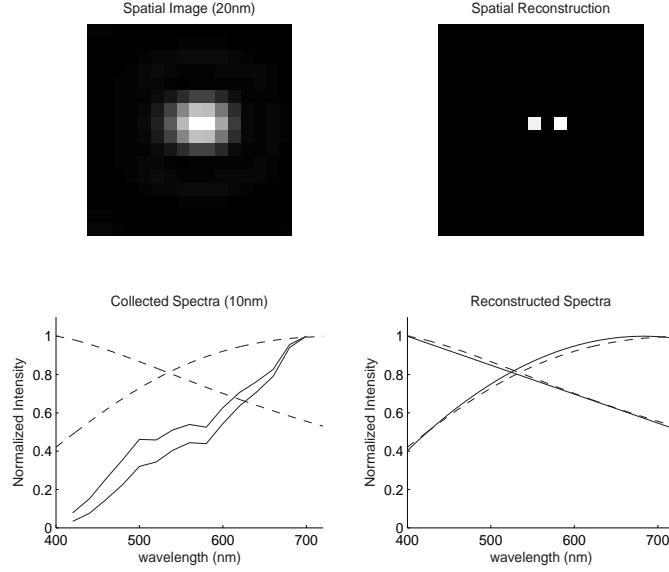 Spatial Image (20nm)
Spatial Reconstruction
Collected Spectra (10nm)
Normalized Intensity
1
0.8
0.6
0.4
0.2
0
400
500
600
700
wavelength (nm)
Reconstructed Spectra
Normalized Intensity
1
0.8
0.6
0.4
0.2
0
400
500
600
700
wavelength (nm)